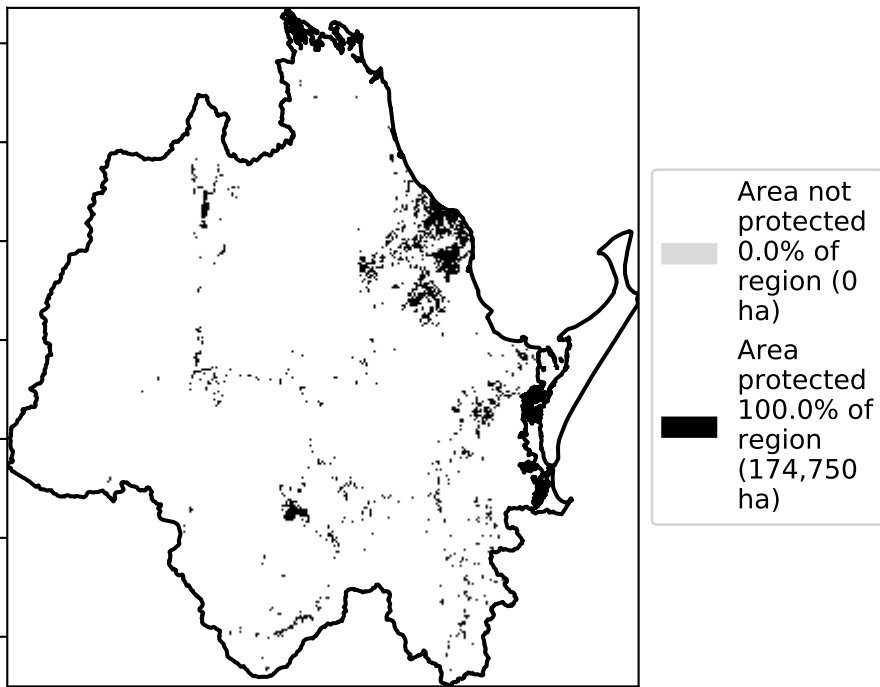 Area not
protected
0.0% of
region (0
ha)
Area
protected
100.0% of
region
(174,750
ha)